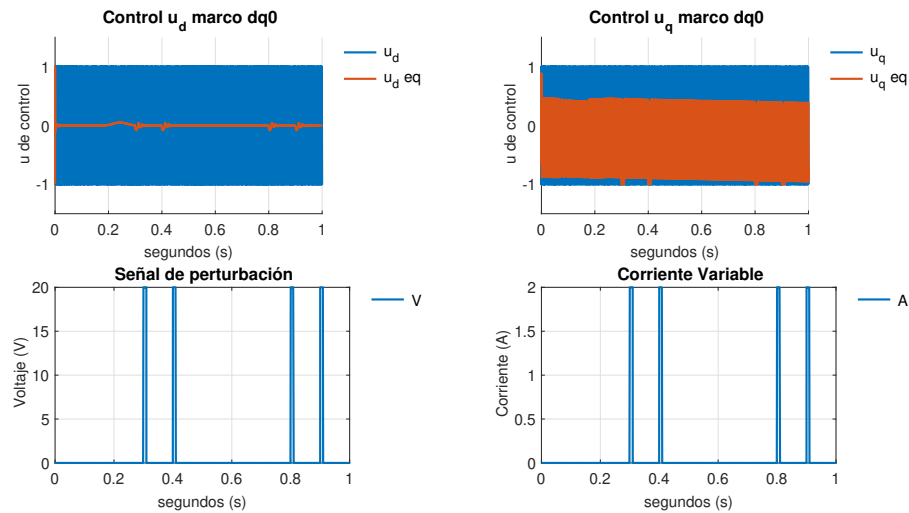 Control u_d marco dq0
u_d
u_d eq
1
0
-1
u de control
0 0.2 0.4 0.6 0.8 1
segundos (s)
Control u_q marco dq0
u_q
u_q eq
1
0
-1
u de control
0 0.2 0.4 0.6 0.8 1
segundos (s)
Señal de perturbación
V
20
15
10
5
0
Voltaje (V)
0 0.2 0.4 0.6 0.8 1
segundos (s)
Corriente Variable
A
2
1.5
1
0.5
0
Corriente (A)
0 0.2 0.4 0.6 0.8 1
segundos (s)